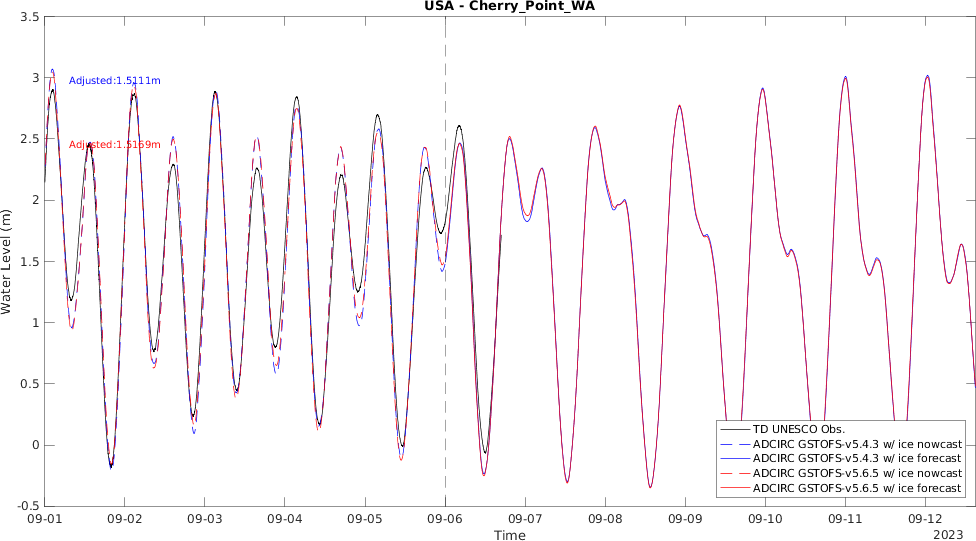 USA - Cherry_Point_WA
3.5
3
2.5
2
1.5
1
0.5
0
-0.5
Water Level (m)
Adjusted:1.5111m
Adjusted:1.5159m
TD UNESCO Obs.
ADCIRC GSTOFS-v5.4.3 w/ ice nowcast
ADCIRC GSTOFS-v5.4.3 w/ ice forecast
ADCIRC GSTOFS-v5.6.5 w/ ice nowcast
ADCIRC GSTOFS-v5.6.5 w/ ice forecast
09-01 09-02 09-03 09-04 09-05 09-06 09-07 09-08 09-09 09-10 09-11 09-12
Time
2023